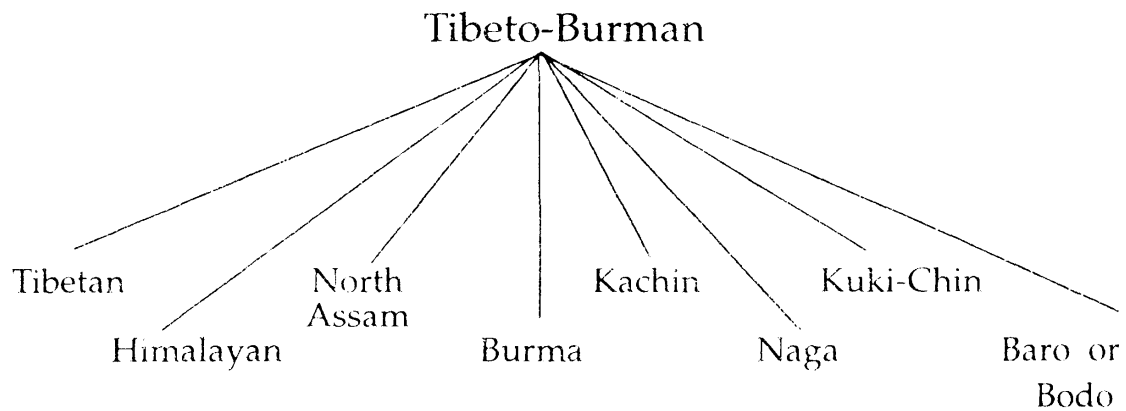 Tibeto-Burman
Tibetan
Himalayan
North
Assam
Burma
Kachin
Naga
Kuki-Chin
Baro or
Bodo